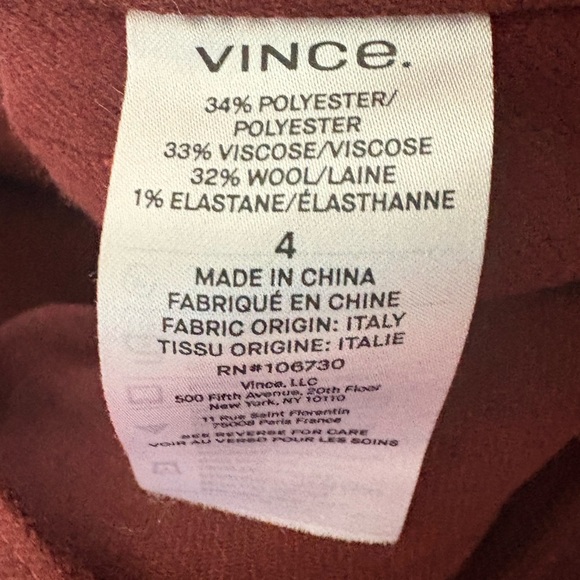 VINCe.
34% POLYESTER/
POLYESTER
33% VISCOSE/VISCOSE
32% WOOL/LAINE
1% ELASTANE/ÉLASTHANNE
4
MADE IN CHINA
FABRIQUÉ EN CHINE
FABRIC ORIGIN: ITALY
TISSU ORIGINE: ITALIE
RN#106730
Vince, LLC
500 Fifth Avenue, 20th Floor
New York, NY 10110
11 Rue Saint Florentin
75008 Paris France
SEE REVERSE FOR CARE
VOIR AU VERSO POUR LES SOINS